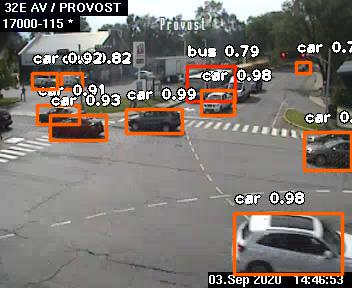 32E AV / PROVOST
17000-115 *
Provost
bus 0.79
car 0.7
car 0.92
0.82
car 0.98
car 0.91
car 0.93
car 0.99
car 0.
car 0.98
03.Sep 2020 14:46:53